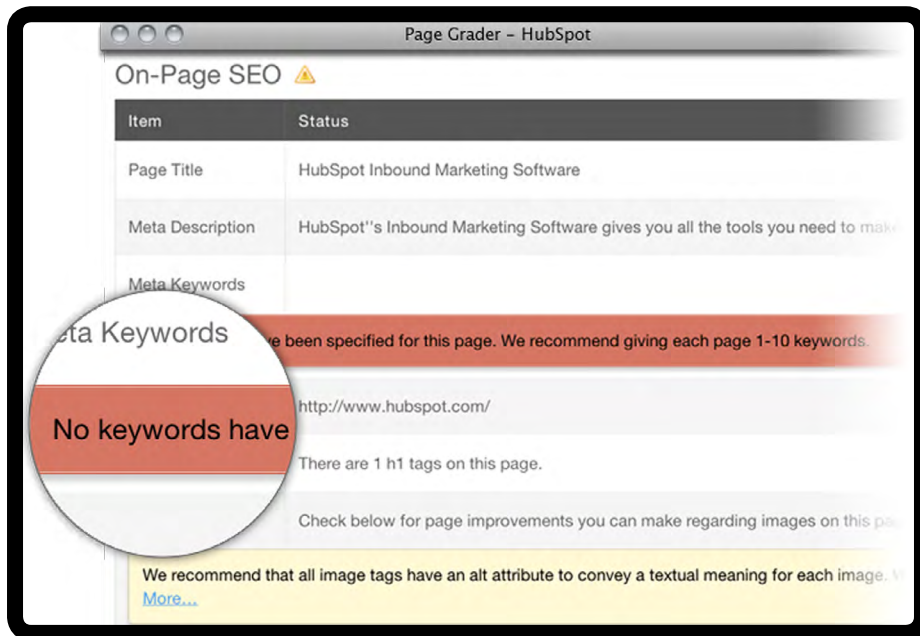 Page Grader – HubSpot
On-Page SEO
Item Status
Page Title HubSpot Inbound Marketing Software
Meta Description HubSpot''s Inbound Marketing Software gives you all the tools you need to make
Meta Keywords
eta Keywords
ve been specified for this page. We recommend giving each page 1-10 keywords.
No keywords have
http://www.hubspot.com/
There are 1 h1 tags on this page.
Check below for page improvements you can make regarding images on this
We recommend that all image tags have an alt attribute to convey a textual meaning for each image.
More...